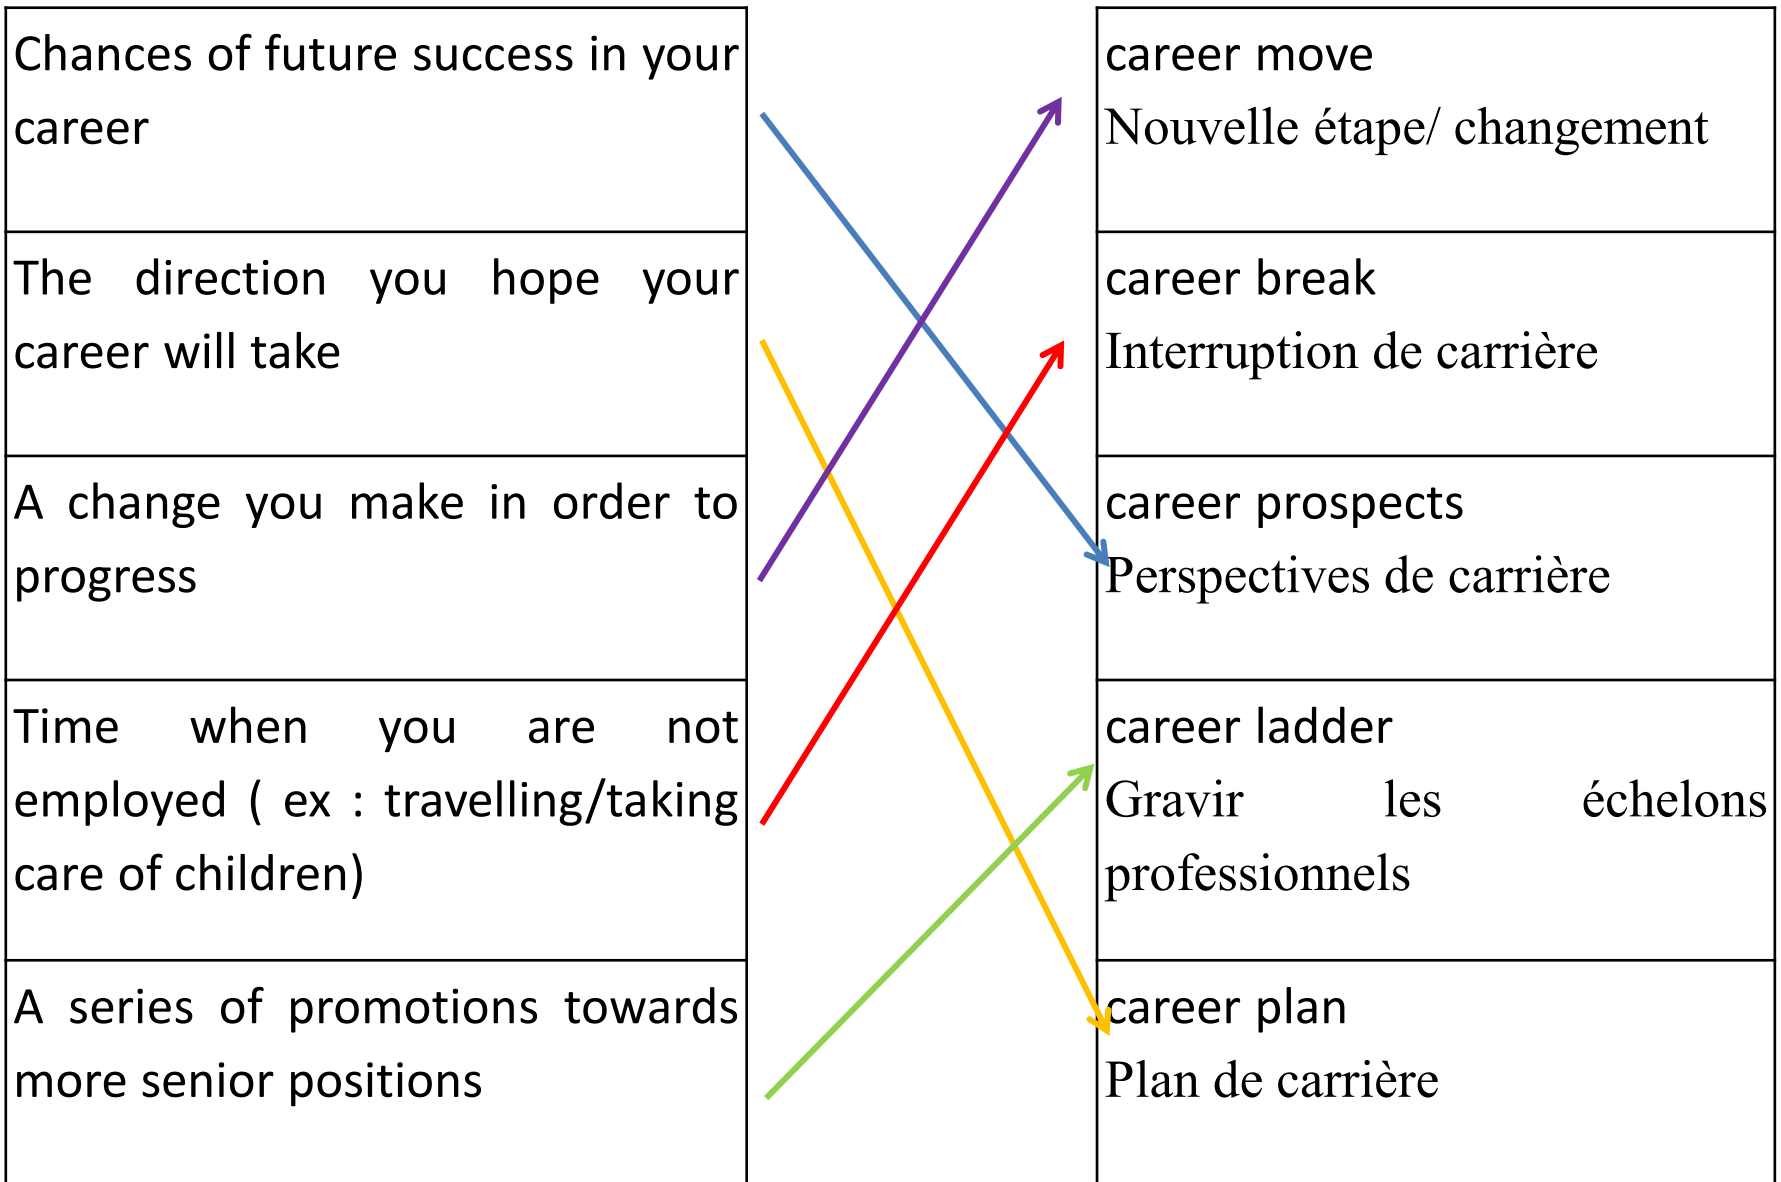 Chances of future success in your
career
The direction you hope your
career will take
A change you make in order to
progress
Time when you are not
employed ( ex : travelling/taking
care of children)
A series of promotions towards
more senior positions
career move
Nouvelle étape/ changement
career break
Interruption de carrière
career prospects
Perspectives de carrière
career ladder
Gravir les échelons
professionnels
career plan
Plan de carrière